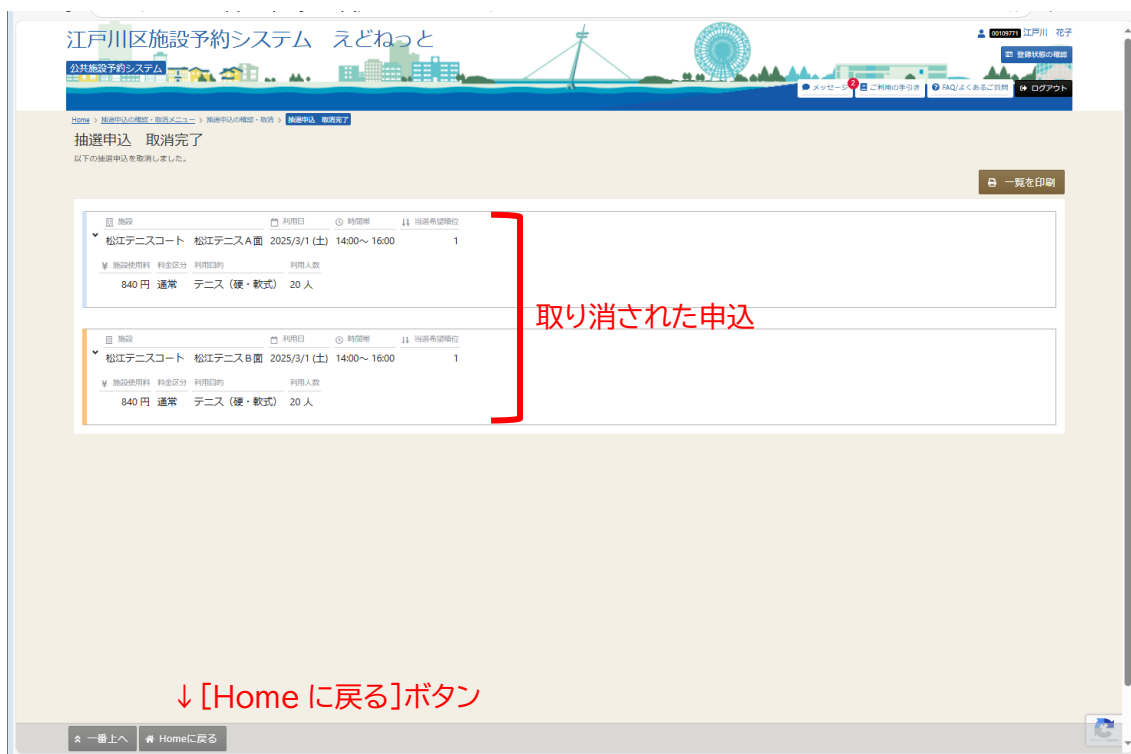 江戸川区施設予約システム　えどねっと
00109771 江戸川　花子
登録状態の確認
公共施設予約システム
メッセージ 2 ご利用の手引き FAQ/よくあるご質問 ログアウト
Home > 抽選申込の確認・取消メニュー > 抽選申込の確認・取消 > 抽選申込　取消完了
抽選申込　取消完了
以下の抽選申込を取消しました。
一覧を印刷
施設 利用日 時間帯 当選希望順位
松江テニスコート　松江テニスＡ面 2025/3/1 (土) 14:00～ 16:00 1
¥ 施設使用料 料金区分 利用目的 利用人数
840 円 通常 テニス（硬・軟式） 20 人
取り消された申込
施設 利用日 時間帯 当選希望順位
松江テニスコート　松江テニスＢ面 2025/3/1 (土) 14:00～ 16:00 1
¥ 施設使用料 料金区分 利用目的 利用人数
840 円 通常 テニス（硬・軟式） 20 人
↓[Home に戻る]ボタン
一番上へ Homeに戻る